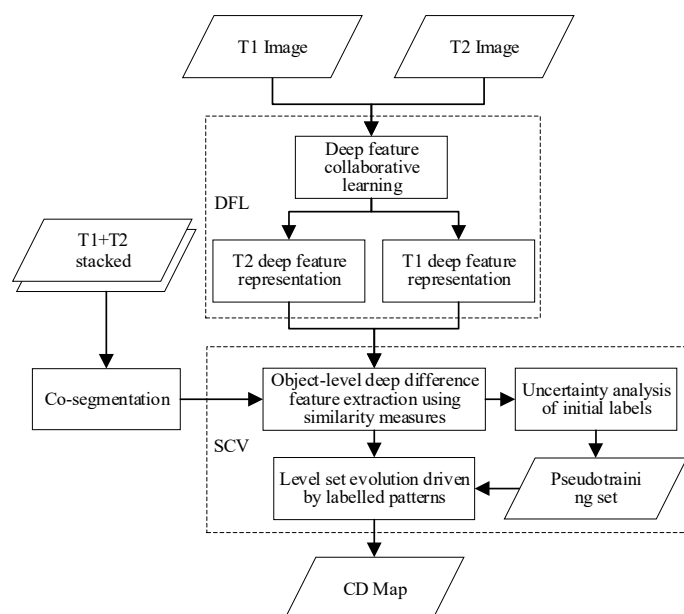 T1 Image
T2 Image
Deep feature
collaborative
learning
DFL
T1+T2
stacked
T2 deep feature
representation
T1 deep feature
representation
Co-segmentation
Object-level deep difference
feature extraction using
similarity measures
Uncertainty analysis
of initial labels
SCV
Level set evolution driven
by labelled patterns
Pseudotraini
ng set
CD Map